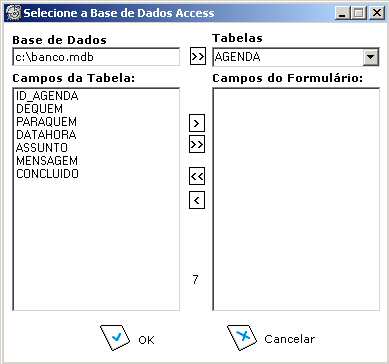 Selecione a Base de Dados Access
Base de Dados
c:\banco.mdb
>>
Tabelas
AGENDA
Campos da Tabela:
ID_AGENDA
DEQUEM
PARAQUEM
DATAHORA
ASSUNTO
MENSAGEM
CONCLUIDO
>
>>
<<
<
7
Campos do Formulário:
OK
Cancelar